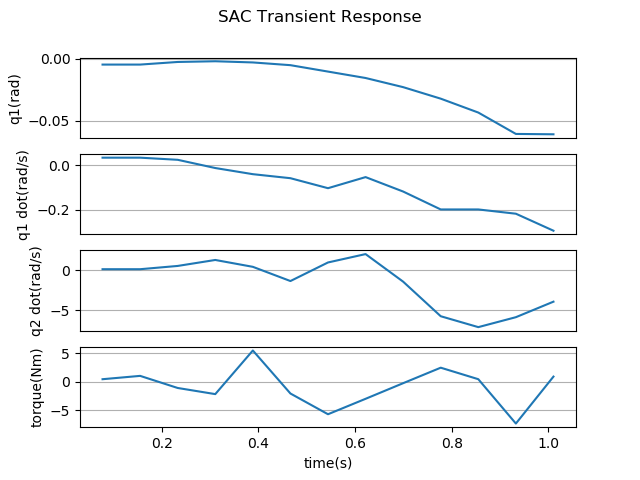 SAC Transient Response
q1(rad)
0.00
−0.05
q1 dot(rad/s)
0.0
−0.2
q2 dot(rad/s)
0
−5
torque(Nm)
5
0
−5
0.2 0.4 0.6 0.8 1.0
time(s)